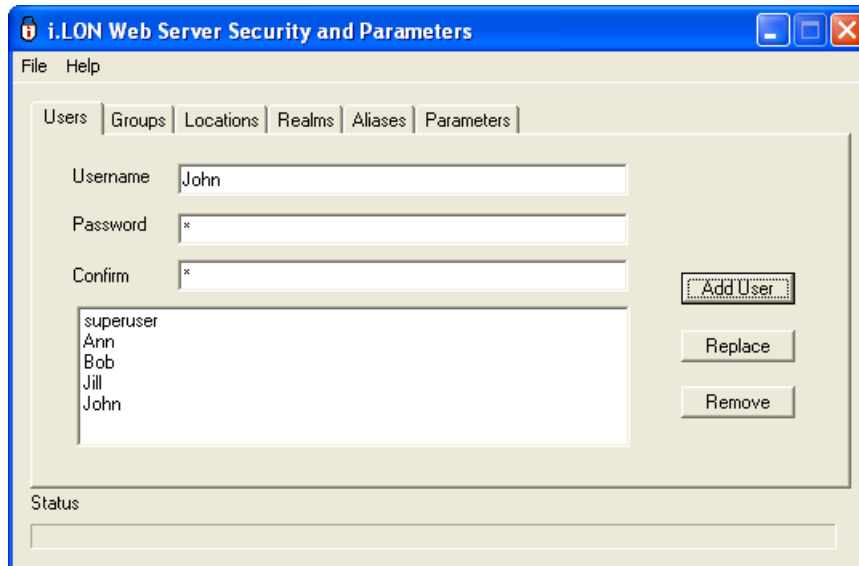 i.LON Web Server Security and Parameters
File Help
Users Groups Locations Realms Aliases Parameters
Username John
Password *
Confirm *
Add User
superuser
Ann
Bob
Jill
John
Replace
Remove
Status